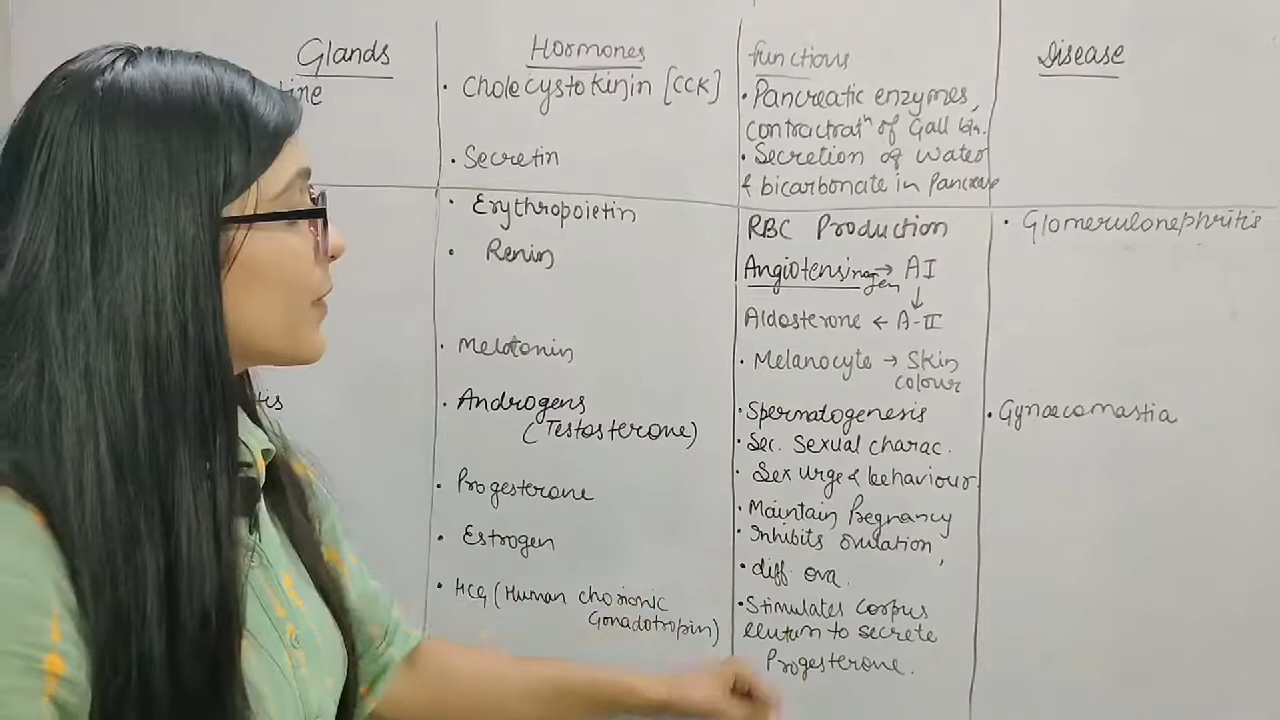 Glands
Hormones
functions
Disease
tine
• Cholecystokinin [CCK]
• Pancreatic enzymes,
contractratⁿ of Gall bla.
• Secretin
• Secretion of Water
& bicarbonate in Pancreas
• Erythropoietin
RBC Production
• Glomerulonephritis
• Renin
Angiotensinogen → AI
↓
Aldosterone ← A-II
• Melatonin
• Melanocyte → Skin
colour
tis
• Androgens
(Testosterone)
• Spermatogenesis
• Sec. Sexual charac.
• Sex urge & behaviour
• Gynaecomastia
• Progesterone
• Maintain Pregnancy
• Inhibits ovulation,
• Estrogen
• diff. ova.
• HCG (Human chorionic
Gonadotropin)
• Stimulates Corpus
to secrete
Progesterone.